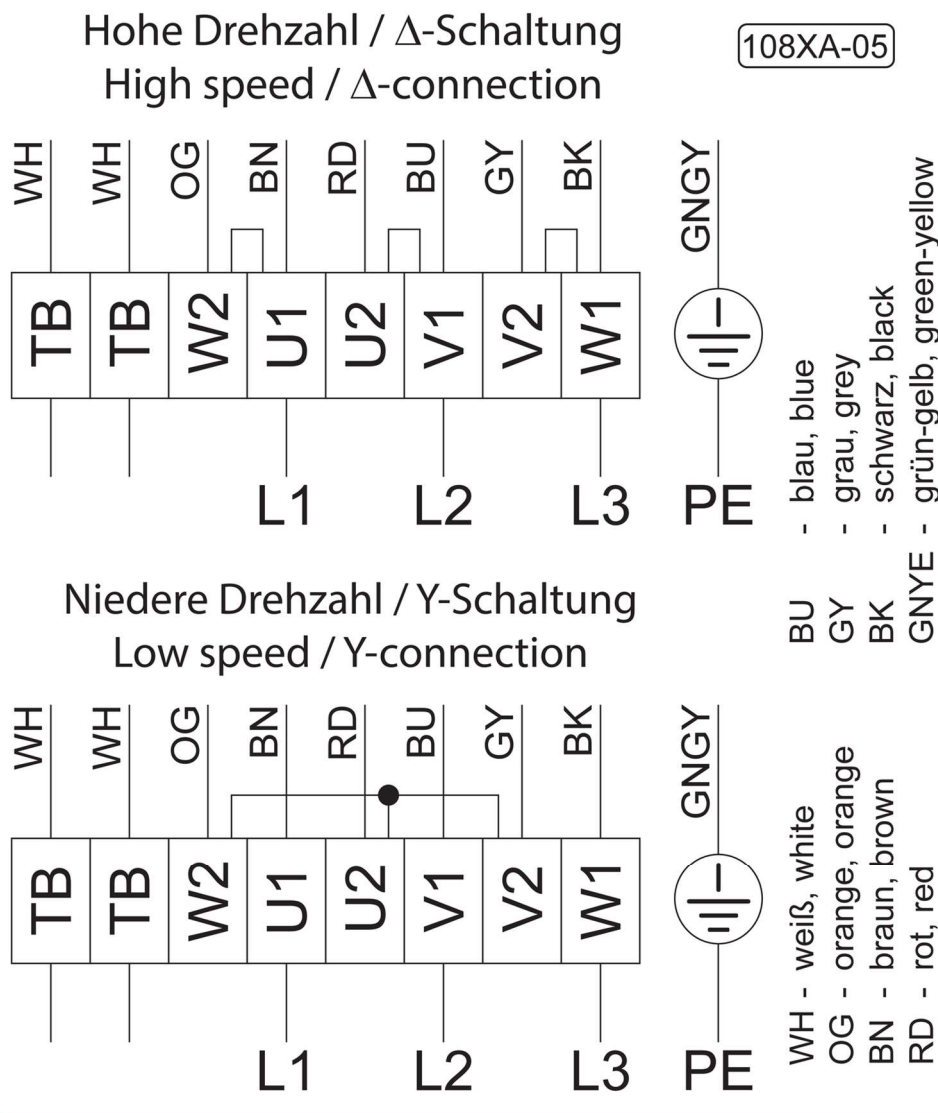 Hohe Drehzahl / Δ-Schaltung
High speed / Δ-connection
108XA-05
WH WH OG BN RD BU GY BK GNGY
TB TB W2 U1 U2 V1 V2 W1
L1 L2 L3 PE
BU - blau, blue
GY - grau, grey
BK - schwarz, black
GNYE - grün-gelb, green-yellow
Niedere Drehzahl / Y-Schaltung
Low speed / Y-connection
WH WH OG BN RD BU GY BK GNGY
TB TB W2 U1 U2 V1 V2 W1
L1 L2 L3 PE
WH - weiß, white
OG - orange, orange
BN - braun, brown
RD - rot, red